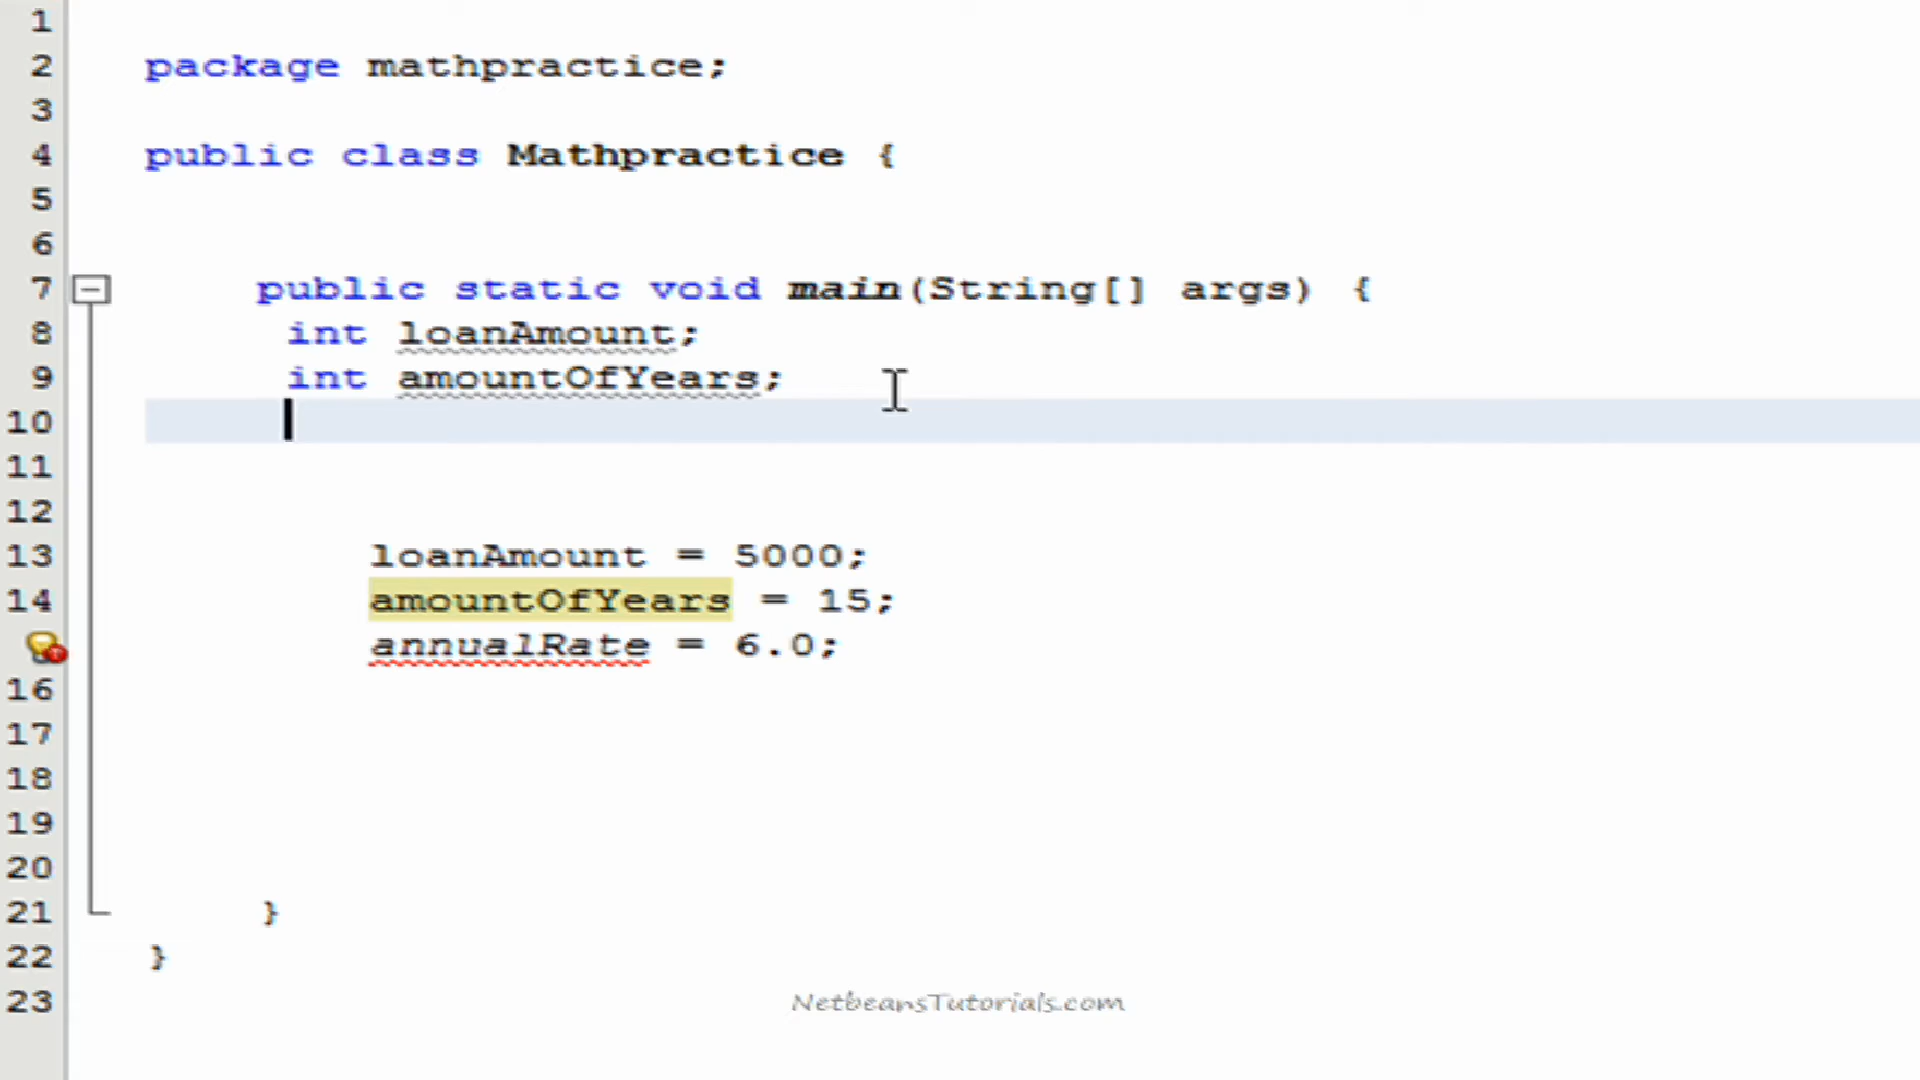 1
2 package mathpractice;
3
4 public class Mathpractice {
5
6
7 public static void main(String[] args) {
8 int loanAmount;
9 int amountOfYears;
10
11
12
13 loanAmount = 5000;
14 amountOfYears = 15;
annualRate = 6.0;
16
17
18
19
20
21 }
22 }
23
NetbeansTutorials.com